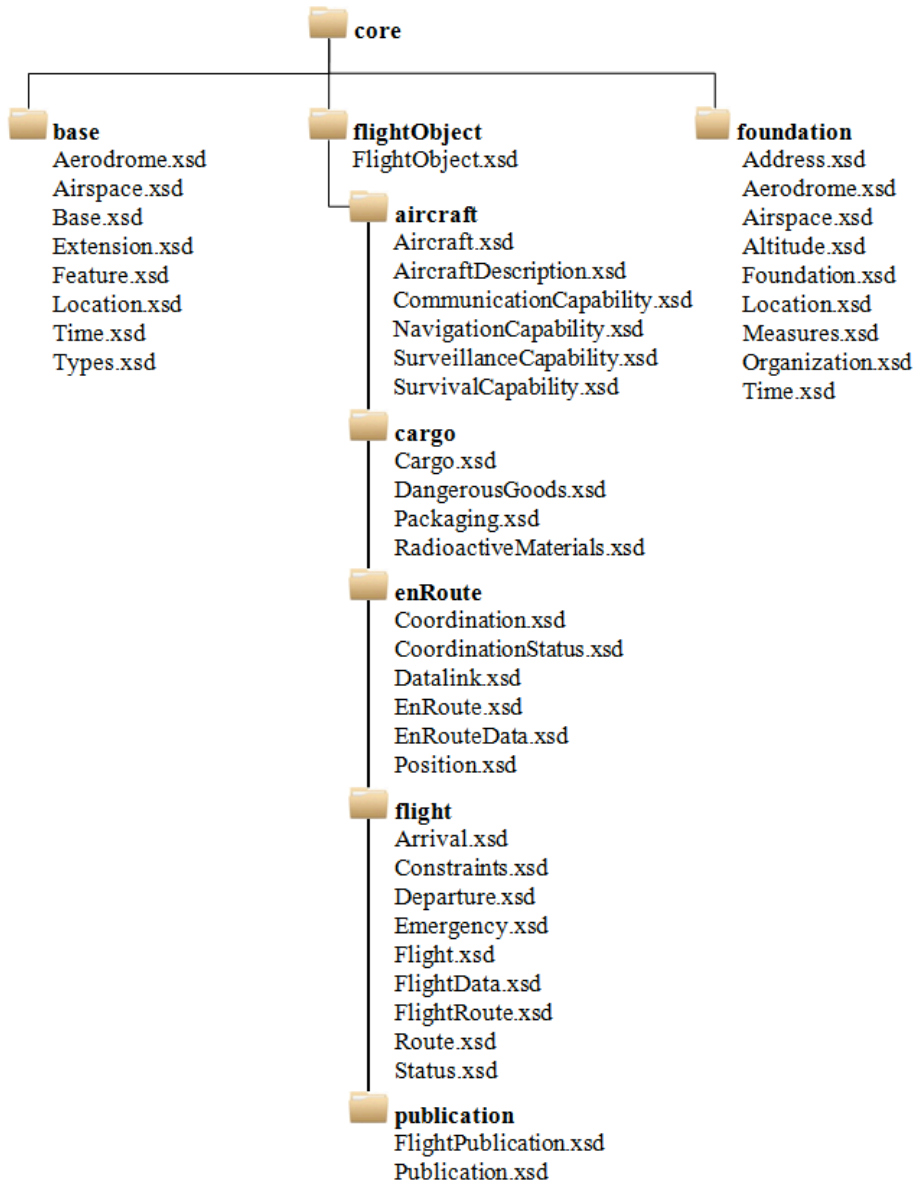 core
base
Aerodrome.xsd
Airspace.xsd
Base.xsd
Extension.xsd
Feature.xsd
Location.xsd
Time.xsd
Types.xsd
flightObject
FlightObject.xsd
aircraft
Aircraft.xsd
AircraftDescription.xsd
CommunicationCapability.xsd
NavigationCapability.xsd
SurveillanceCapability.xsd
SurvivalCapability.xsd
cargo
Cargo.xsd
DangerousGoods.xsd
Packaging.xsd
RadioactiveMaterials.xsd
enRoute
Coordination.xsd
CoordinationStatus.xsd
Datalink.xsd
EnRoute.xsd
EnRouteData.xsd
Position.xsd
flight
Arrival.xsd
Constraints.xsd
Departure.xsd
Emergency.xsd
Flight.xsd
FlightData.xsd
FlightRoute.xsd
Route.xsd
Status.xsd
publication
FlightPublication.xsd
Publication.xsd
foundation
Address.xsd
Aerodrome.xsd
Airspace.xsd
Altitude.xsd
Foundation.xsd
Location.xsd
Measures.xsd
Organization.xsd
Time.xsd